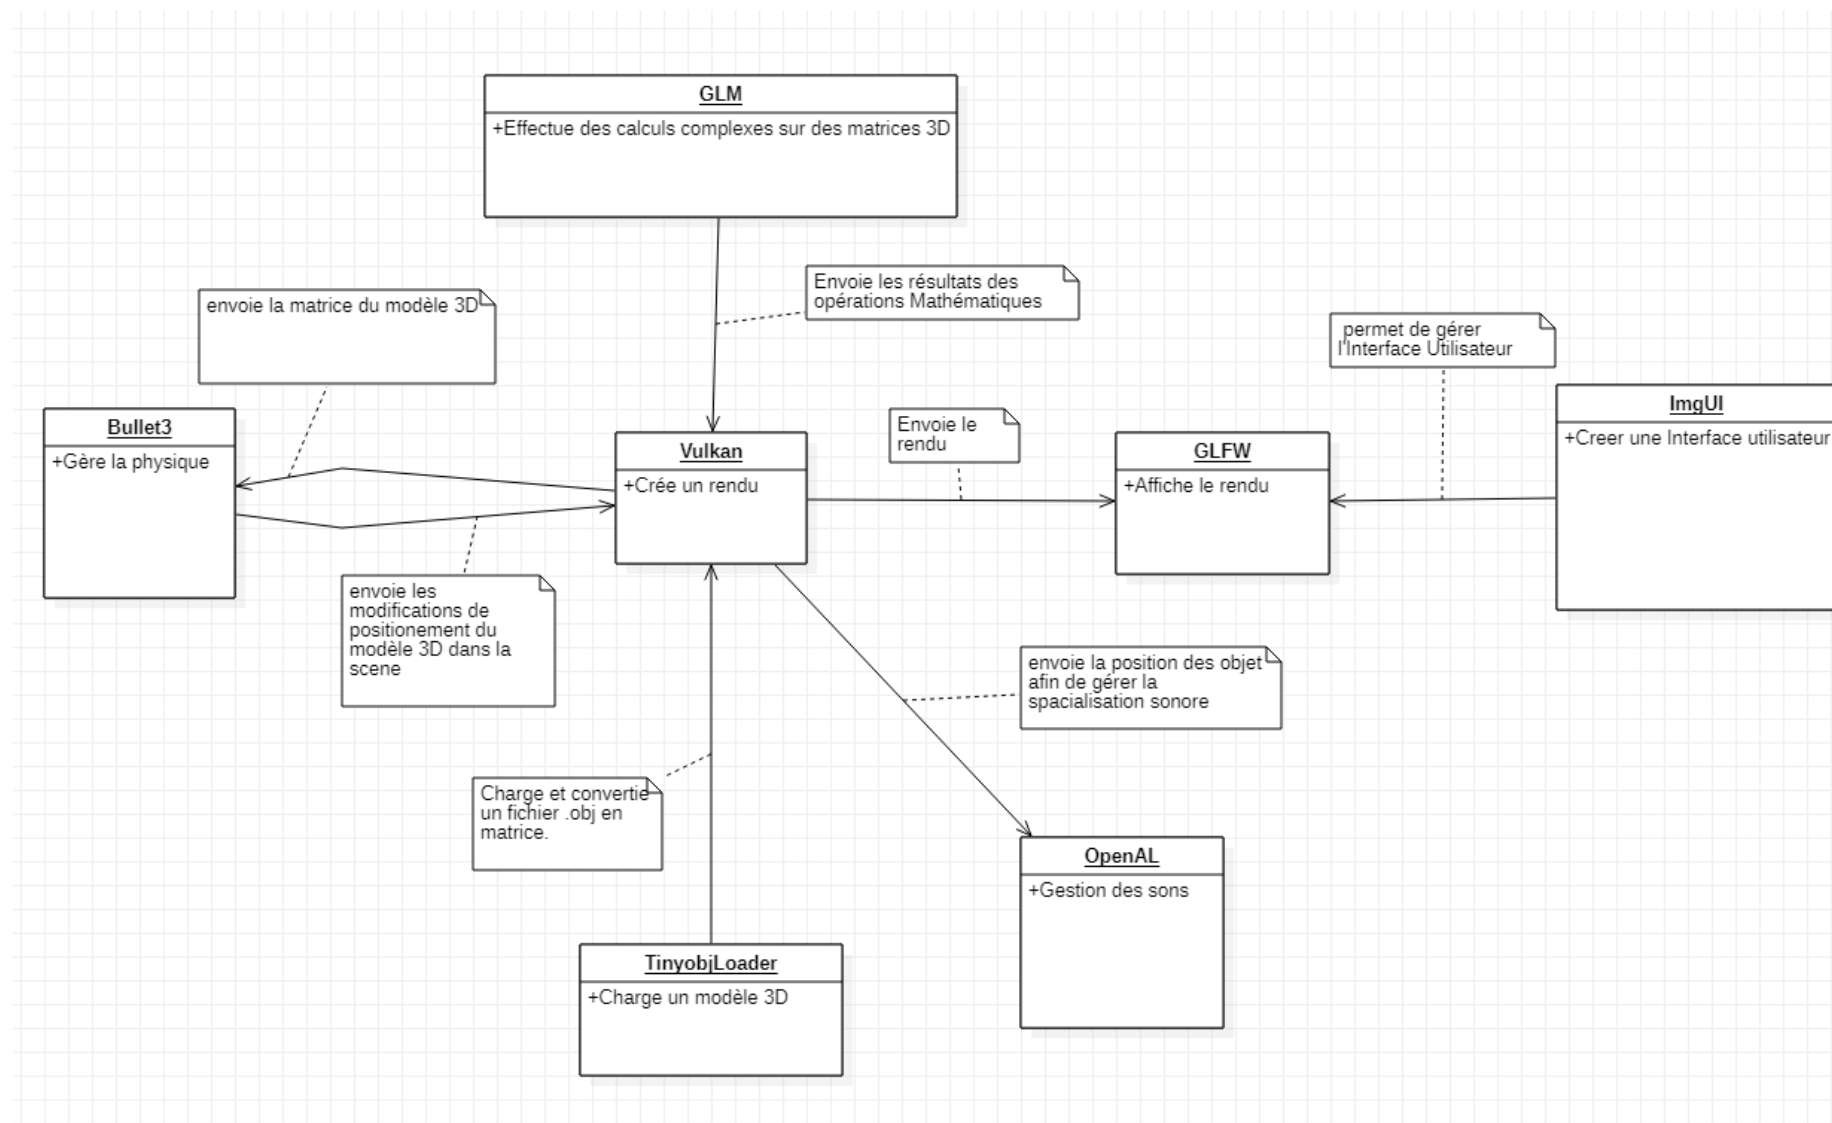 GLM
+Effectue des calculs complexes sur des matrices 3D
Envoie les résultats des
opérations Mathématiques
envoie la matrice du modèle 3D
permet de gérer
l'Interface Utilisateur
ImgUI
+Creer une Interface utilisateur
Bullet3
+Gère la physique
Envoie le
rendu
Vulkan
+Crée un rendu
GLFW
+Affiche le rendu
envoie les
modifications de
positionement du
modèle 3D dans la
scene
envoie la position des objet
afin de gérer la
spacialisation sonore
Charge et convertie
un fichier .obj en
matrice.
OpenAL
+Gestion des sons
TinyobjLoader
+Charge un modèle 3D